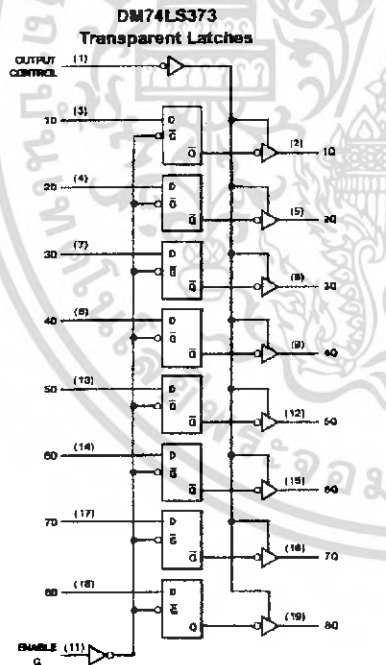 DM74LS373
Transparent Latches
OUTPUT CONTROL (1)
1D (3) D G Q (2) 1Q
2D (4) D G Q (5) 2Q
3D (7) D G Q (6) 3Q
4D (8) D G Q (9) 4Q
5D (13) D G Q (12) 5Q
6D (14) D G Q (15) 6Q
7D (17) D G Q (16) 7Q
8D (18) D G Q (19) 8Q
ENABLE G (11)